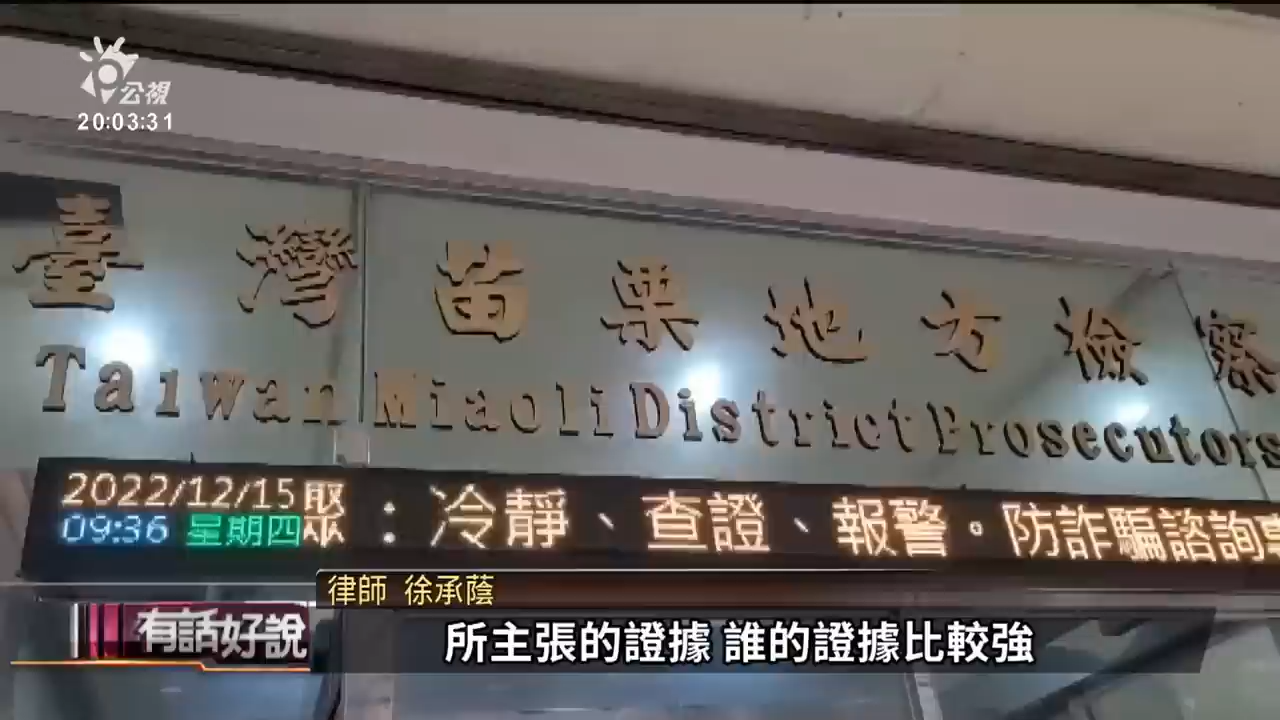 公視
20:03:31
臺灣苗栗地方檢察
Taiwan Miaoli District Prosecutors
2022/12/15
09:36 星期四
聚：冷靜、查證、報警。防詐騙諮詢專
律師 徐承蔭
有話好說
所主張的證據 誰的證據比較強